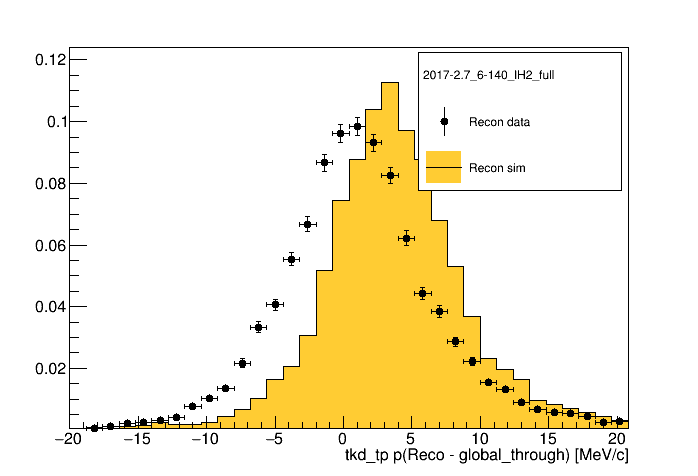 0.12
0.1
0.08
0.06
0.04
0.02
2017-2.7_6-140_IH2_full
Recon data
Recon sim
−20 −15 −10 −5 0 5 10 15 20
tkd_tp p(Reco - global_through) [MeV/c]